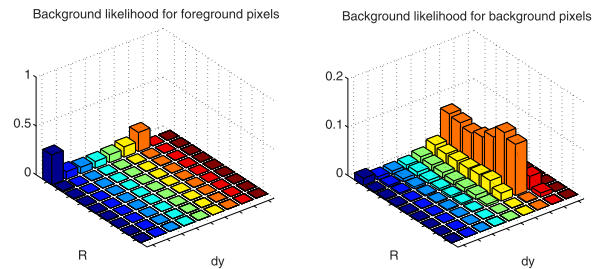 Background likelihood for foreground pixels
1
0.5
0
R
dy
Background likelihood for background pixels
0.2
0.1
0
R
dy